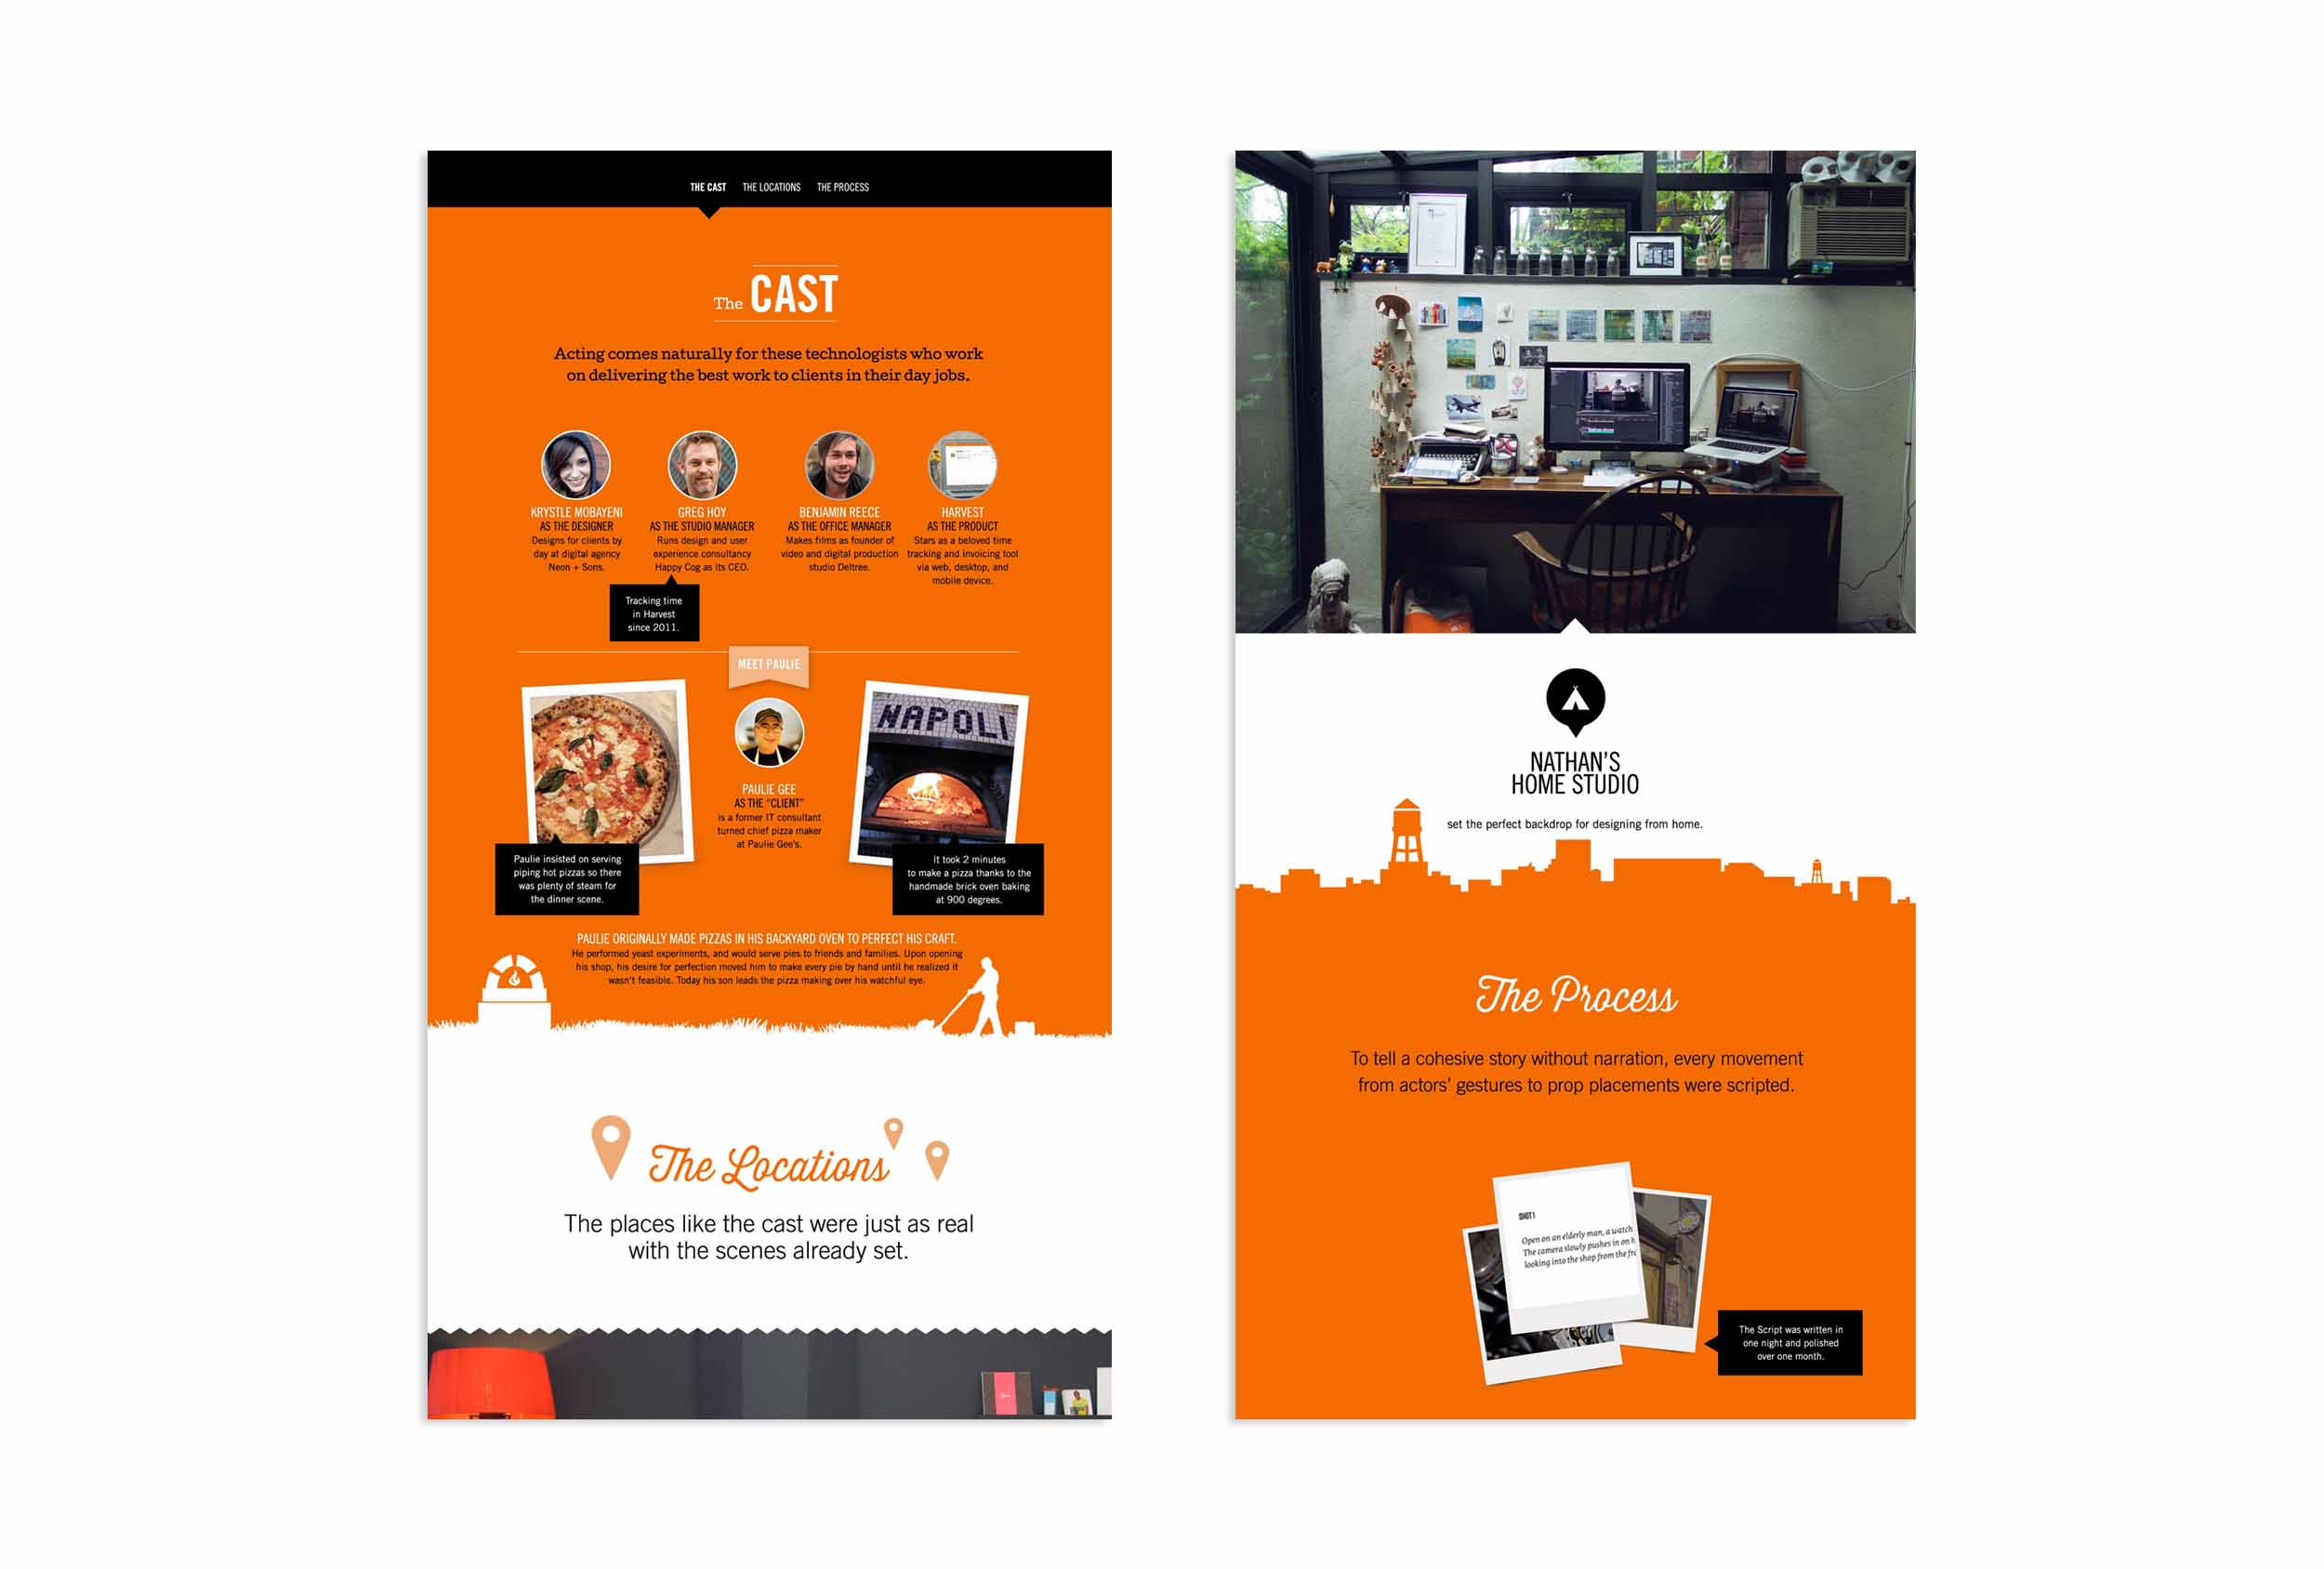 THE CAST THE LOCATIONS THE PROCESS
The CAST
Acting comes naturally for these technologists who work
on delivering the best work to clients in their day jobs.
KRYSTLE MOBAYENI
AS THE DESIGNER
Designs for clients by
day at digital agency
Neon + Sons.
GREG HOY
AS THE STUDIO MANAGER
Runs design and user
experience consultancy
Happy Cog as its CEO.
Tracking time
in Harvest
since 2011.
BENJAMIN REECE
AS THE OFFICE MANAGER
Makes films as founder of
video and digital production
studio Deltree.
HARVEST
AS THE PRODUCT
Stars as a beloved time
tracking and invoicing tool
via web, desktop, and
mobile device.
MEET PAULIE
PAULIE GEE
AS THE "CLIENT"
is a former IT consultant
turned chief pizza maker
at Paulie Gee's.
NAPOLI
Paulie insisted on serving
piping hot pizzas so there
was plenty of steam for
the dinner scene.
It took 2 minutes
to make a pizza thanks to the
handmade brick oven baking
at 900 degrees.
PAULIE ORIGINALLY MADE PIZZAS IN HIS BACKYARD OVEN TO PERFECT HIS CRAFT.
He performed yeast experiments, and would serve pies to friends and families. Upon opening
his shop, his desire for perfection moved him to make every pie by hand until he realized it
wasn't feasible. Today his son leads the pizza making over his watchful eye.
The Locations
The places like the cast were just as real
with the scenes already set.
NATHAN'S
HOME STUDIO
set the perfect backdrop for designing from home.
The Process
To tell a cohesive story without narration, every movement
from actors' gestures to prop placements were scripted.
SHOT 1
Open on an elderly man, a watch
The camera slowly pushes in on h
looking into the shop from the fr
The Script was written in
one night and polished
over one month.